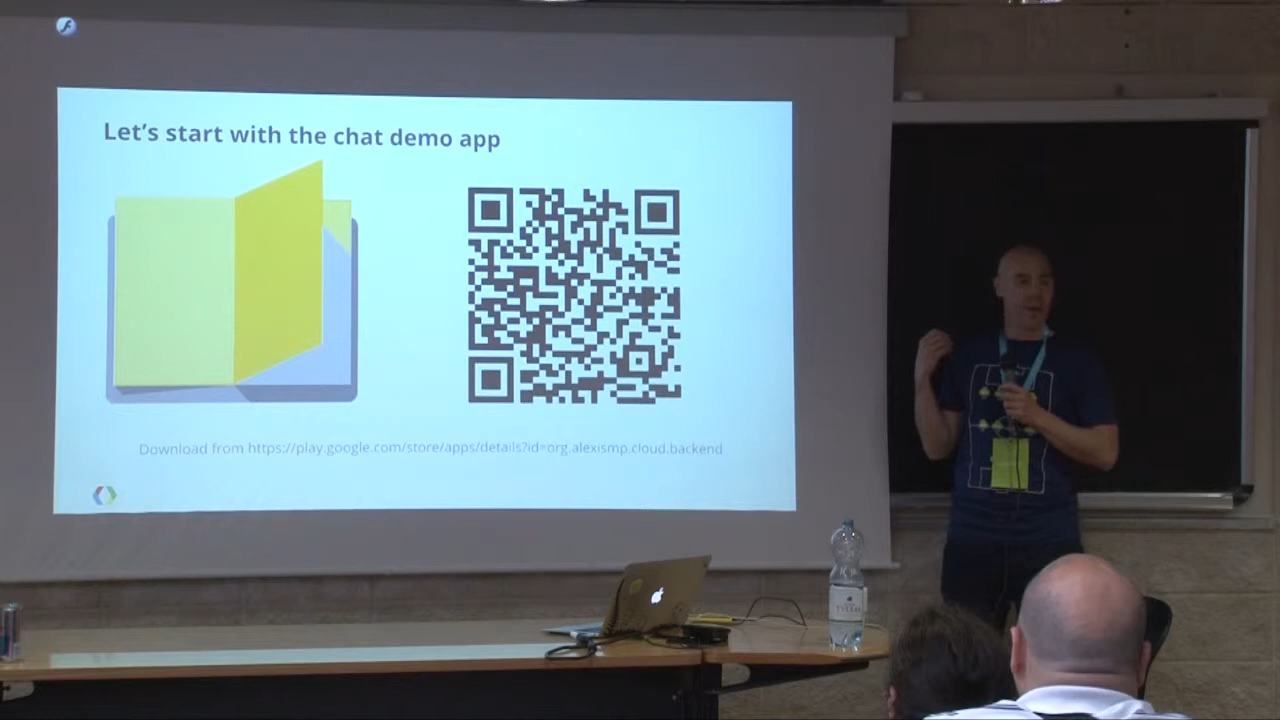 Let's start with the chat demo app
Download from https://play.google.com/store/apps/details?id=org.alexismp.cloud.backend